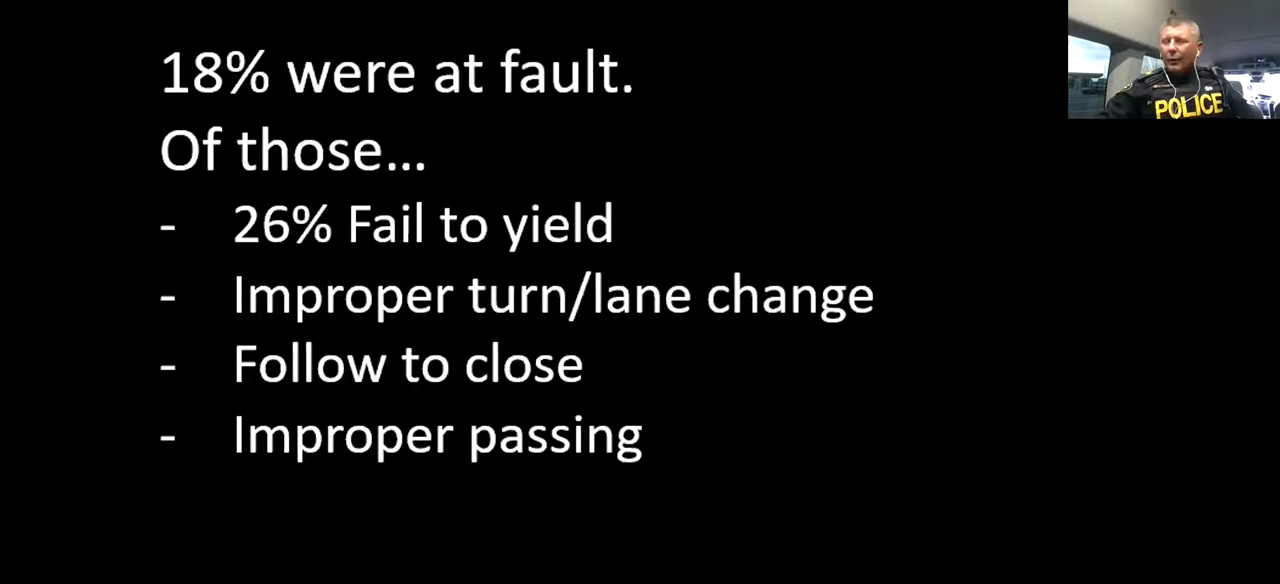 18% were at fault.
Of those...
- 26% Fail to yield
- Improper turn/lane change
- Follow to close
- Improper passing
POLICE